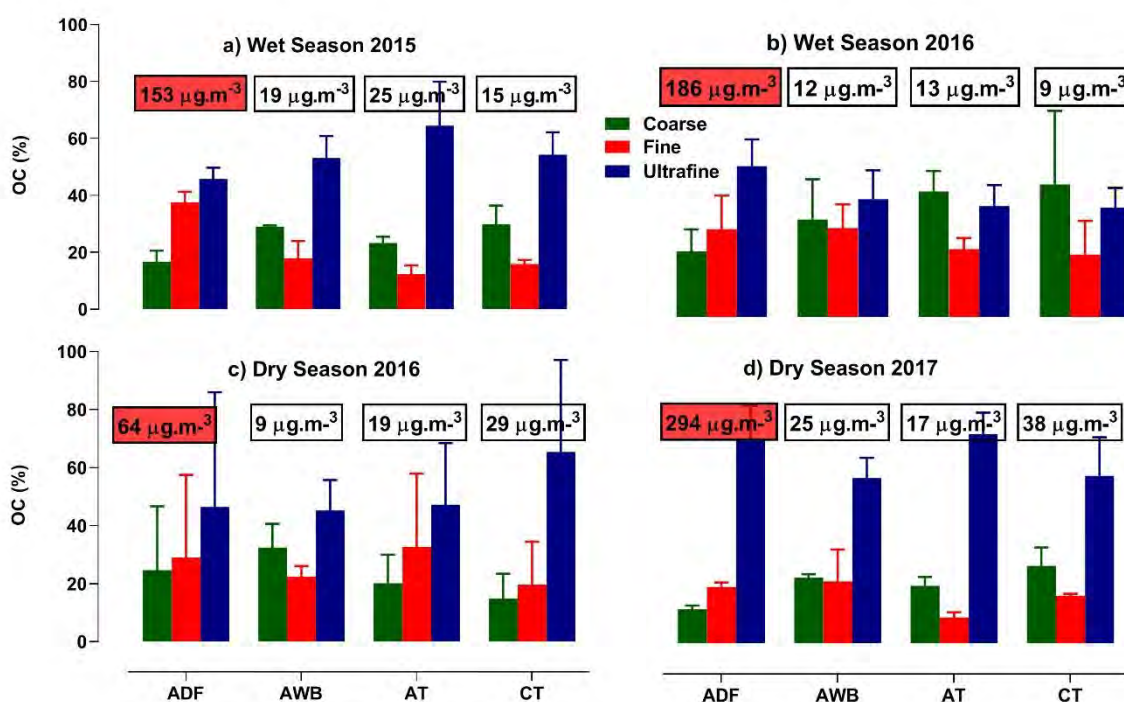 100
80
60
40
20
0
OC (%)
a) Wet Season 2015
153 μg.m-3
19 μg.m-3
25 μg.m-3
15 μg.m-3
b) Wet Season 2016
186 μg.m-3
12 μg.m-3
13 μg.m-3
9 μg.m-3
Coarse
Fine
Ultrafine
100
80
60
40
20
0
OC (%)
c) Dry Season 2016
64 μg.m-3
9 μg.m-3
19 μg.m-3
29 μg.m-3
ADF AWB AT CT
d) Dry Season 2017
294 μg.m-3
25 μg.m-3
17 μg.m-3
38 μg.m-3
ADF AWB AT CT